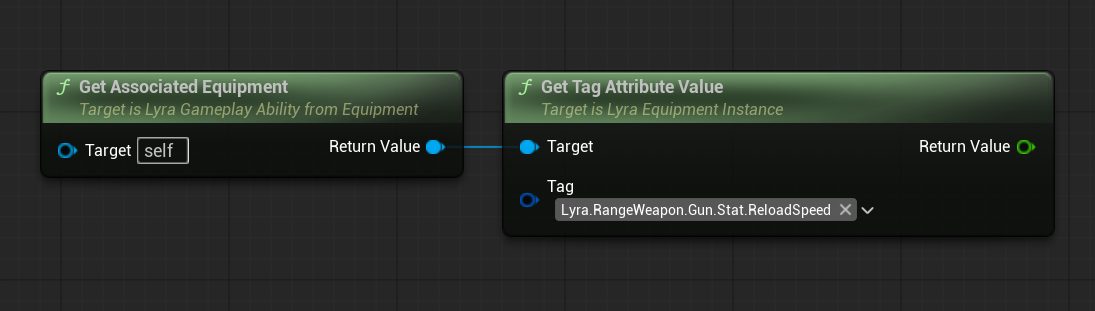 f Get Associated Equipment
Target is Lyra Gameplay Ability from Equipment
Target self
Return Value
f Get Tag Attribute Value
Target is Lyra Equipment Instance
Target
Return Value
Tag
Lyra.RangeWeapon.Gun.Stat.ReloadSpeed